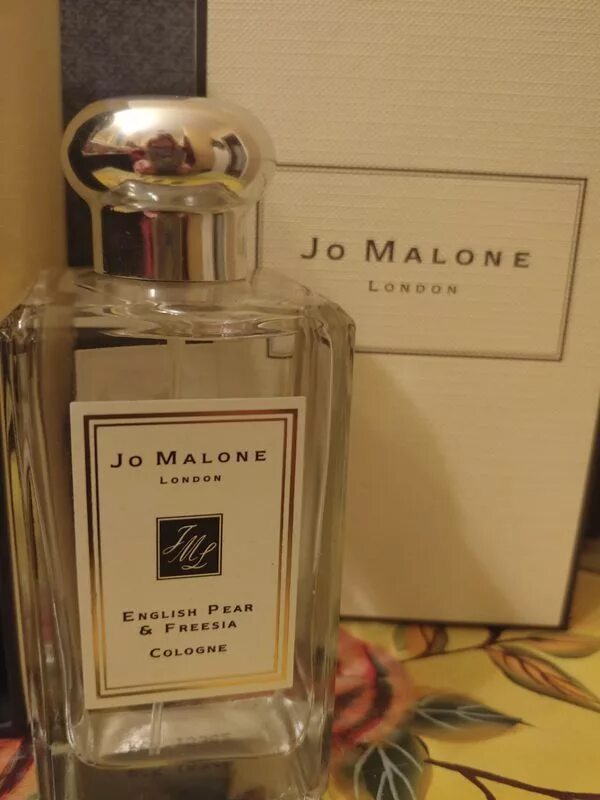 Jo Malone
London
Jo Malone
London
JML
English Pear
& Freesia
Cologne